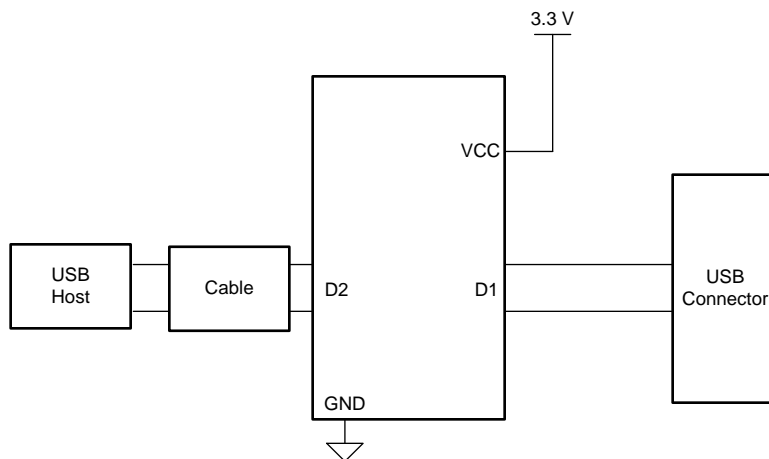 3.3 V
VCC
USB
Host
Cable
D2
D1
USB
Connector
GND